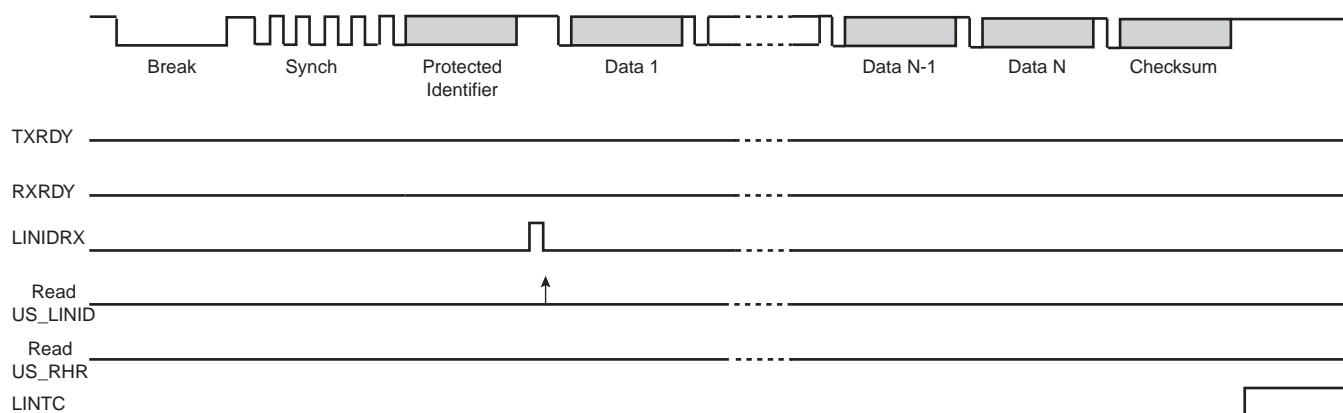 Break
Synch
Protected
Identifier
Data 1
Data N-1
Data N
Checksum
TXRDY
RXRDY
LINIDRX
Read
US_LINID
Read
US_RHR
LINTC